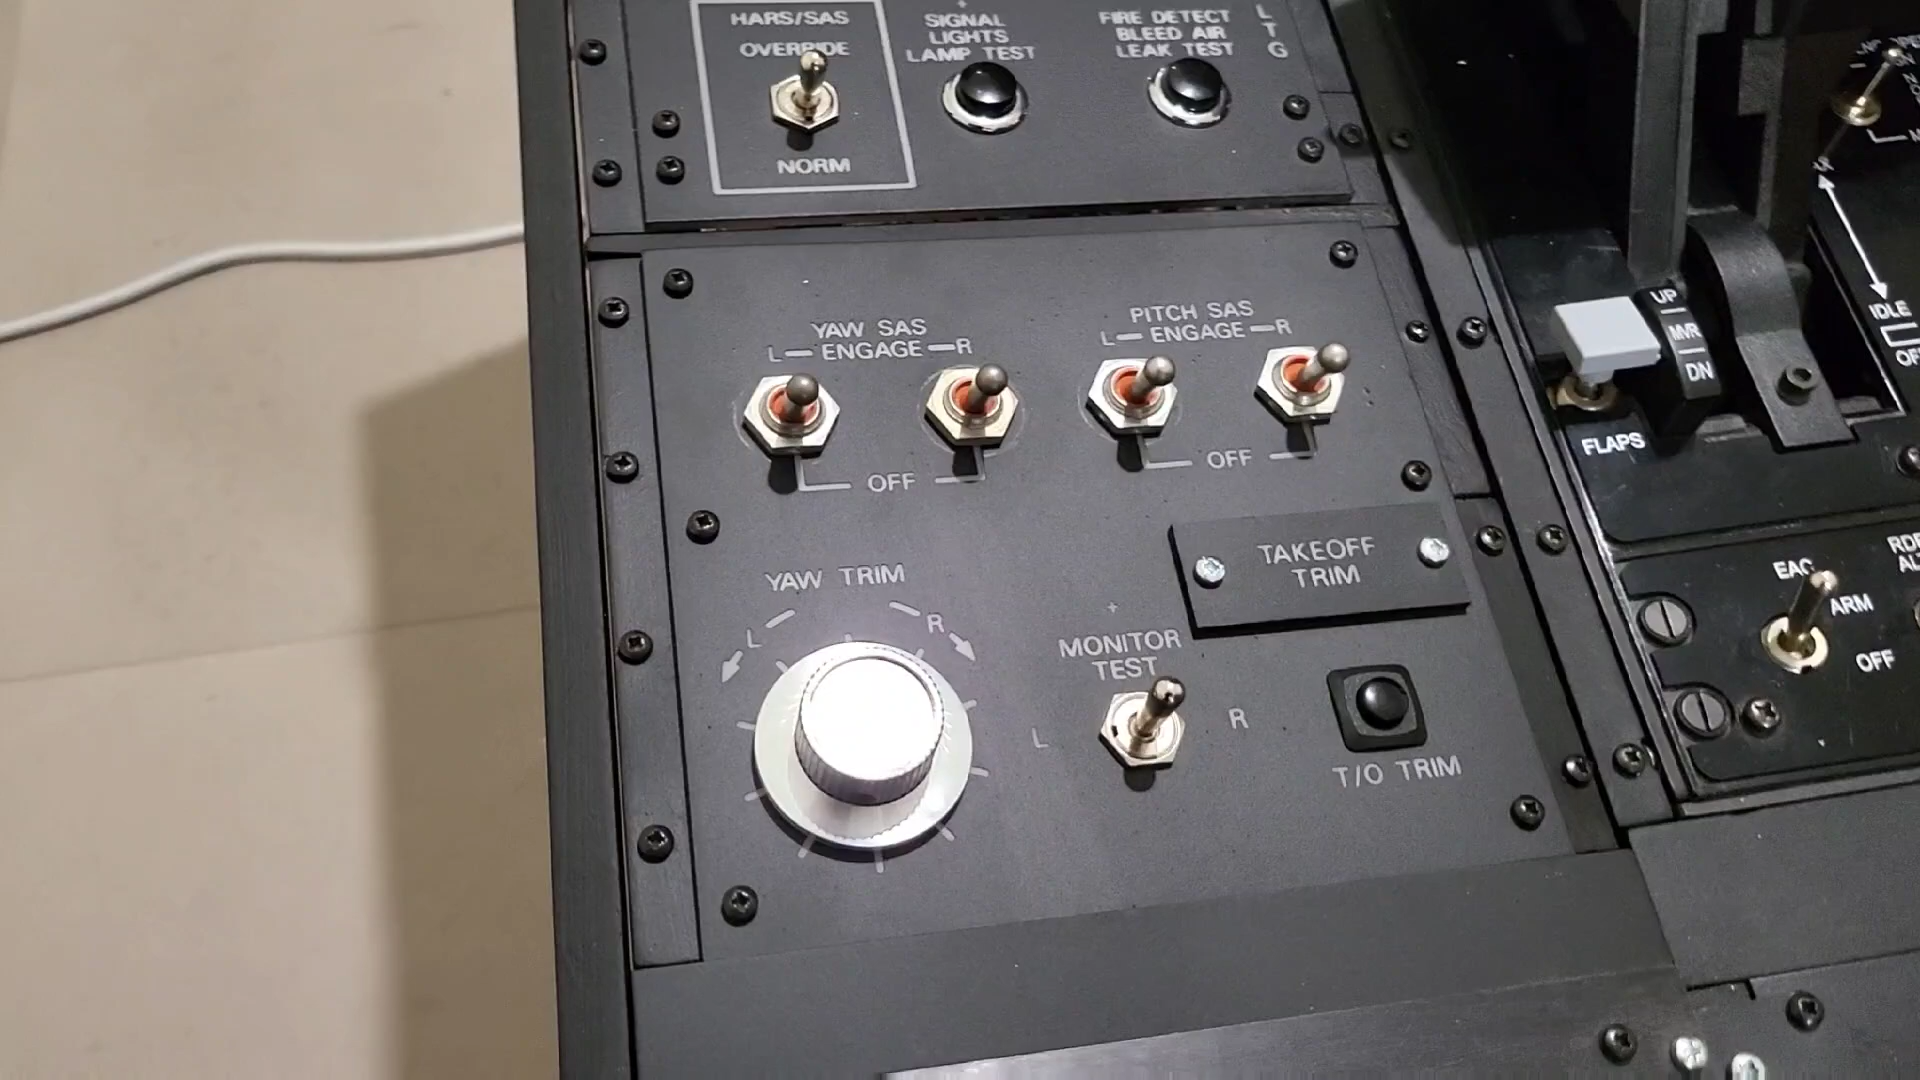 HARS/SAS
OVERRIDE
NORM
SIGNAL
LIGHTS
LAMP TEST
FIRE DETECT
BLEED AIR
LEAK TEST
L
T
G
YAW SAS
L ENGAGE R
OFF
PITCH SAS
L ENGAGE R
OFF
YAW TRIM
L R
TAKEOFF
TRIM
MONITOR
TEST
L R
T/O TRIM
UP
MVR
DN
FLAPS
IDLE
EAC
ARM
OFF